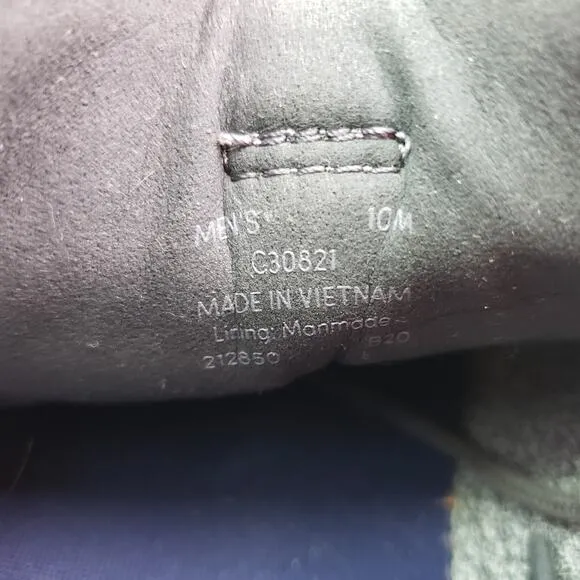 MEN'S 10M
C30821
MADE IN VIETNAM
Lining: Manmade
212850 B20